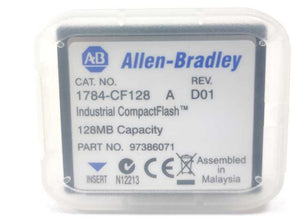 AB Allen-Bradley
CAT. NO. REV.
1784-CF128 A D01
Industrial CompactFlash™
128MB Capacity
PART NO. 97386071
INSERT N12213 CE Assembled in
Malaysia